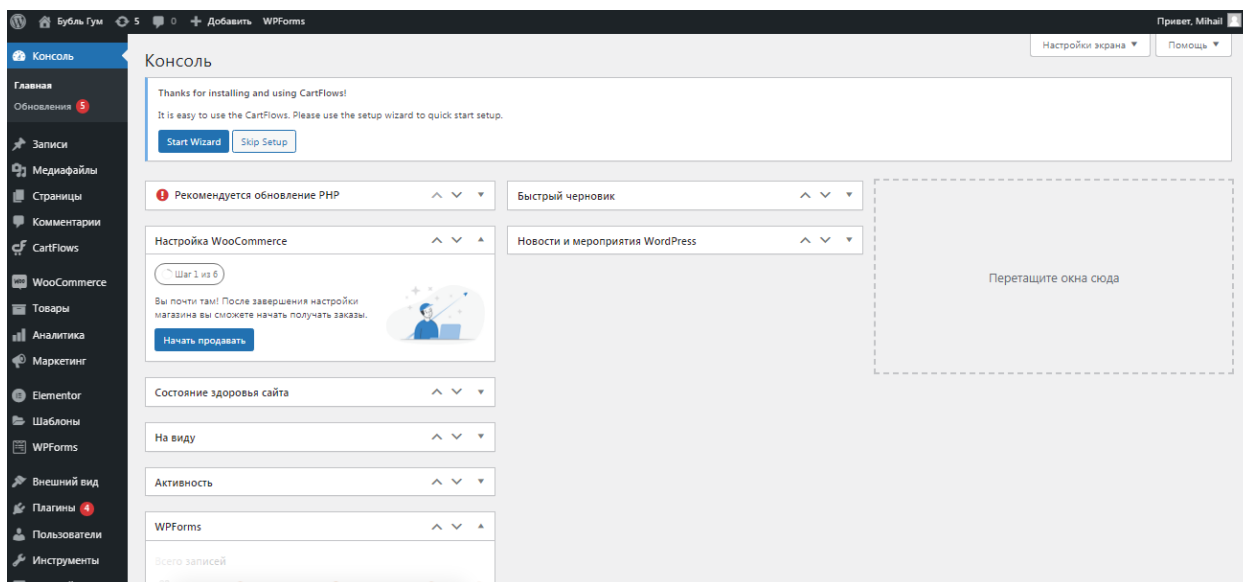 Бубль Гум 5 0 Добавить WPForms Привет, Mihail
Консоль
Главная
Обновления 5
Записи
Медиафайлы
Страницы
Комментарии
CartFlows
WooCommerce
Товары
Аналитика
Маркетинг
Elementor
Шаблоны
WPForms
Внешний вид
Плагины 4
Пользователи
Инструменты
Настройки экрана Помощь
Консоль
Thanks for installing and using CartFlows!
It is easy to use the CartFlows. Please use the setup wizard to quick start setup.
Start Wizard Skip Setup
Рекомендуется обновление PHP
Настройка WooCommerce
Шаг 1 из 6
Вы почти там! После завершения настройки
магазина вы сможете начать получать заказы.
Начать продавать
Состояние здоровья сайта
На виду
Активность
WPForms
Всего записей
Быстрый черновик
Новости и мероприятия WordPress
Перетащите окна сюда